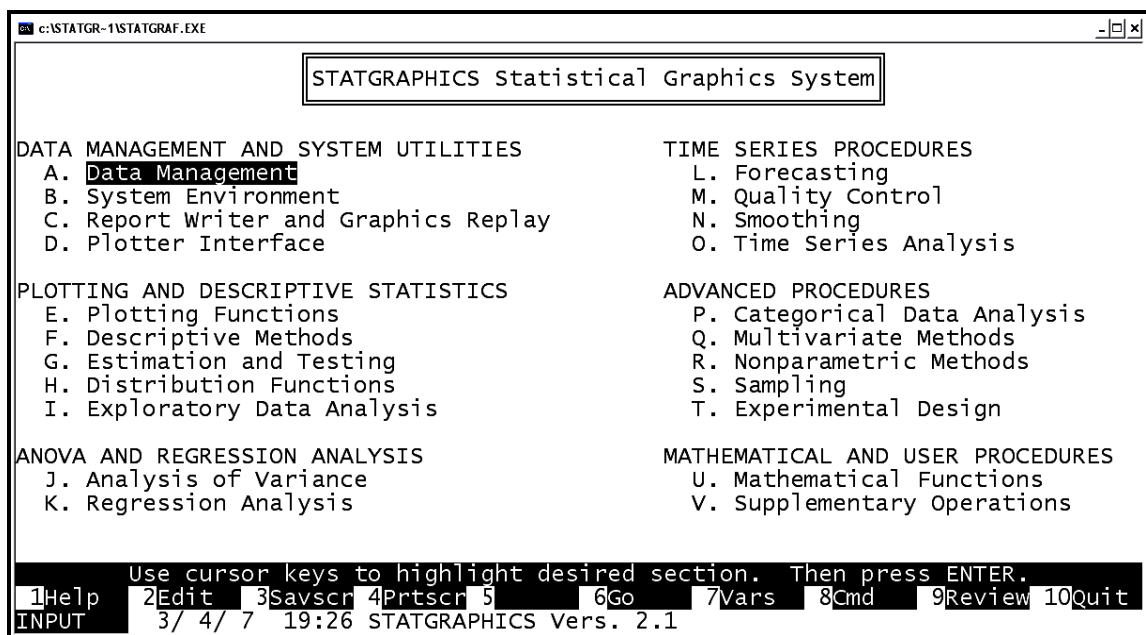 c:\STATGR~1\STATGRAF.EXE
STATGRAPHICS Statistical Graphics System
DATA MANAGEMENT AND SYSTEM UTILITIES
A. Data Management
B. System Environment
C. Report Writer and Graphics Replay
D. Plotter Interface
PLOTTING AND DESCRIPTIVE STATISTICS
E. Plotting Functions
F. Descriptive Methods
G. Estimation and Testing
H. Distribution Functions
I. Exploratory Data Analysis
ANOVA AND REGRESSION ANALYSIS
J. Analysis of Variance
K. Regression Analysis
TIME SERIES PROCEDURES
L. Forecasting
M. Quality Control
N. Smoothing
O. Time Series Analysis
ADVANCED PROCEDURES
P. Categorical Data Analysis
Q. Multivariate Methods
R. Nonparametric Methods
S. Sampling
T. Experimental Design
MATHEMATICAL AND USER PROCEDURES
U. Mathematical Functions
V. Supplementary Operations
Use cursor keys to highlight desired section. Then press ENTER.
1Help 2Edit 3Savscr 4Prtscr 5 6Go 7Vars 8Cmd 9Review 10Quit
INPUT 3/ 4/ 7 19:26 STATGRAPHICS Vers. 2.1